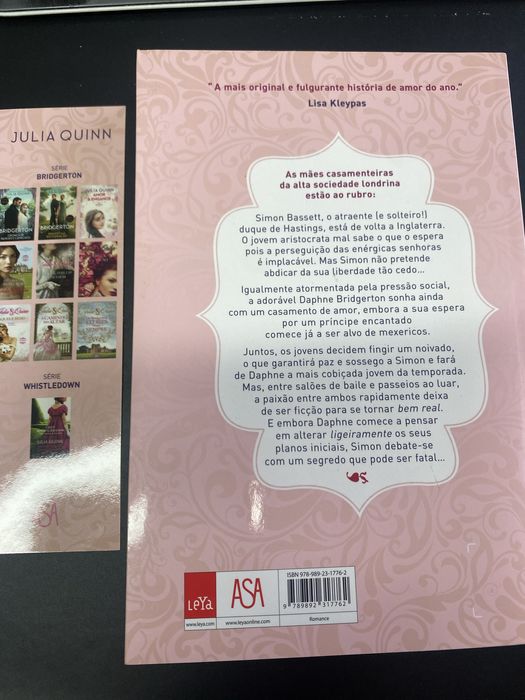 JULIA QUINN
SÉRIE
BRIDGERTON
BRIDGERTON
BRIDGERTON
SÉRIE
WHISTLEDOWN
ASA
"A mais original e fulgurante história de amor do ano."
Lisa Kleypas
As mães casamenteiras
da alta sociedade londrina
estão ao rubro:
Simon Bassett, o atraente (e solteiro!)
duque de Hastings, está de volta a Inglaterra.
O jovem aristocrata mal sabe o que o espera
pois a perseguição das enérgicas senhoras
é implacável. Mas Simon não pretende
abdicar da sua liberdade tão cedo...
Igualmente atormentada pela pressão social,
a adorável Daphne Bridgerton sonha ainda
com um casamento de amor, embora a sua espera
por um príncipe encantado
comece já a ser alvo de mexericos.
Juntos, os jovens decidem fingir um noivado,
o que garantirá paz e sossego a Simon e fará
de Daphne a mais cobiçada jovem da temporada.
Mas, entre salões de baile e passeios ao luar,
a paixão entre ambos rapidamente deixa
de ser ficção para se tornar bem real.
E embora Daphne comece a pensar
em alterar ligeiramente os seus
planos iniciais, Simon debate-se
com um segredo que pode ser fatal...
ISBN 978-989-23-1776-2
9 789892 317762
LeYa
ASA
www.leya.com
www.leyaonline.com
Romance